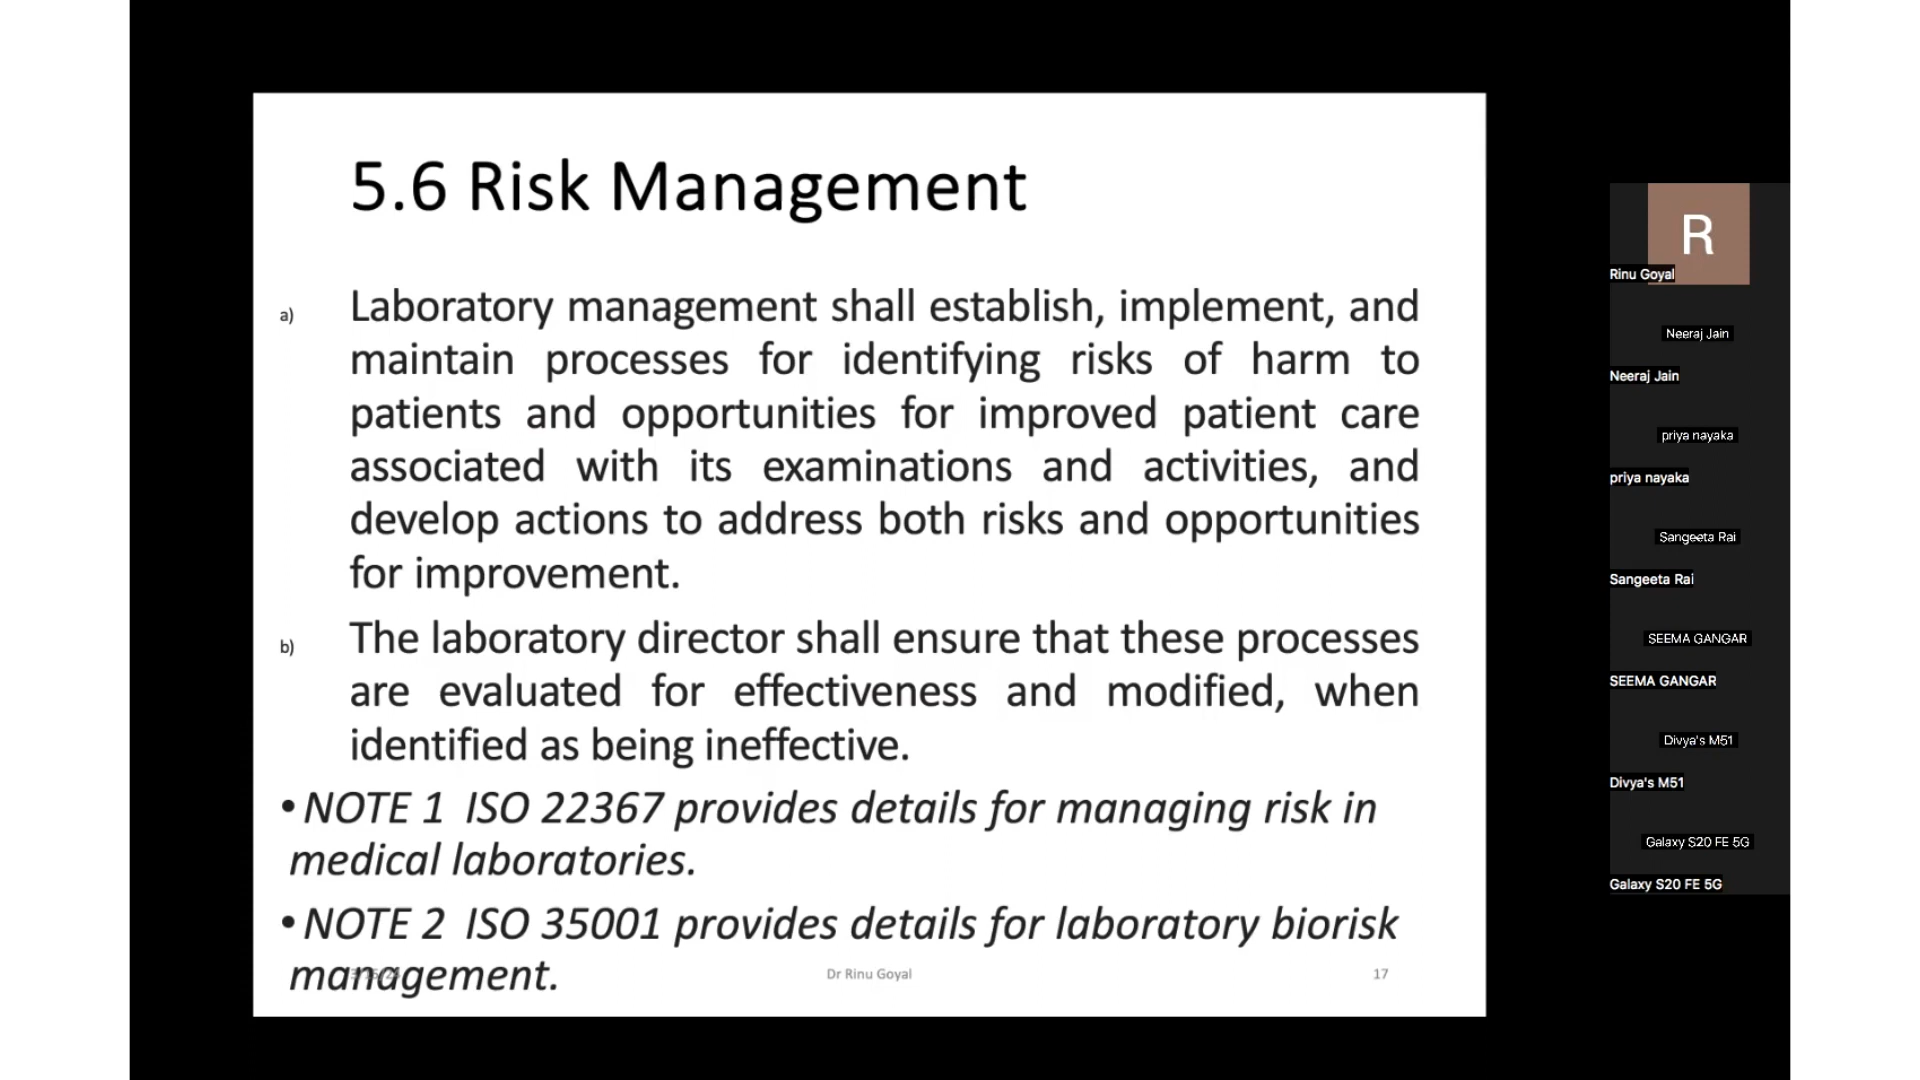 5.6 Risk Management
a) Laboratory management shall establish, implement, and
maintain processes for identifying risks of harm to
patients and opportunities for improved patient care
associated with its examinations and activities, and
develop actions to address both risks and opportunities
for improvement.
b) The laboratory director shall ensure that these processes
are evaluated for effectiveness and modified, when
identified as being ineffective.
• NOTE 1 ISO 22367 provides details for managing risk in
medical laboratories.
• NOTE 2 ISO 35001 provides details for laboratory biorisk
management.
Dr Rinu Goyal
17
R
Rinu Goyal
Neeraj Jain
Neeraj Jain
priya nayaka
priya nayaka
Sangeeta Rai
Sangeeta Rai
SEEMA GANGAR
SEEMA GANGAR
Divya's M51
Divya's M51
Galaxy S20 FE 5G
Galaxy S20 FE 5G